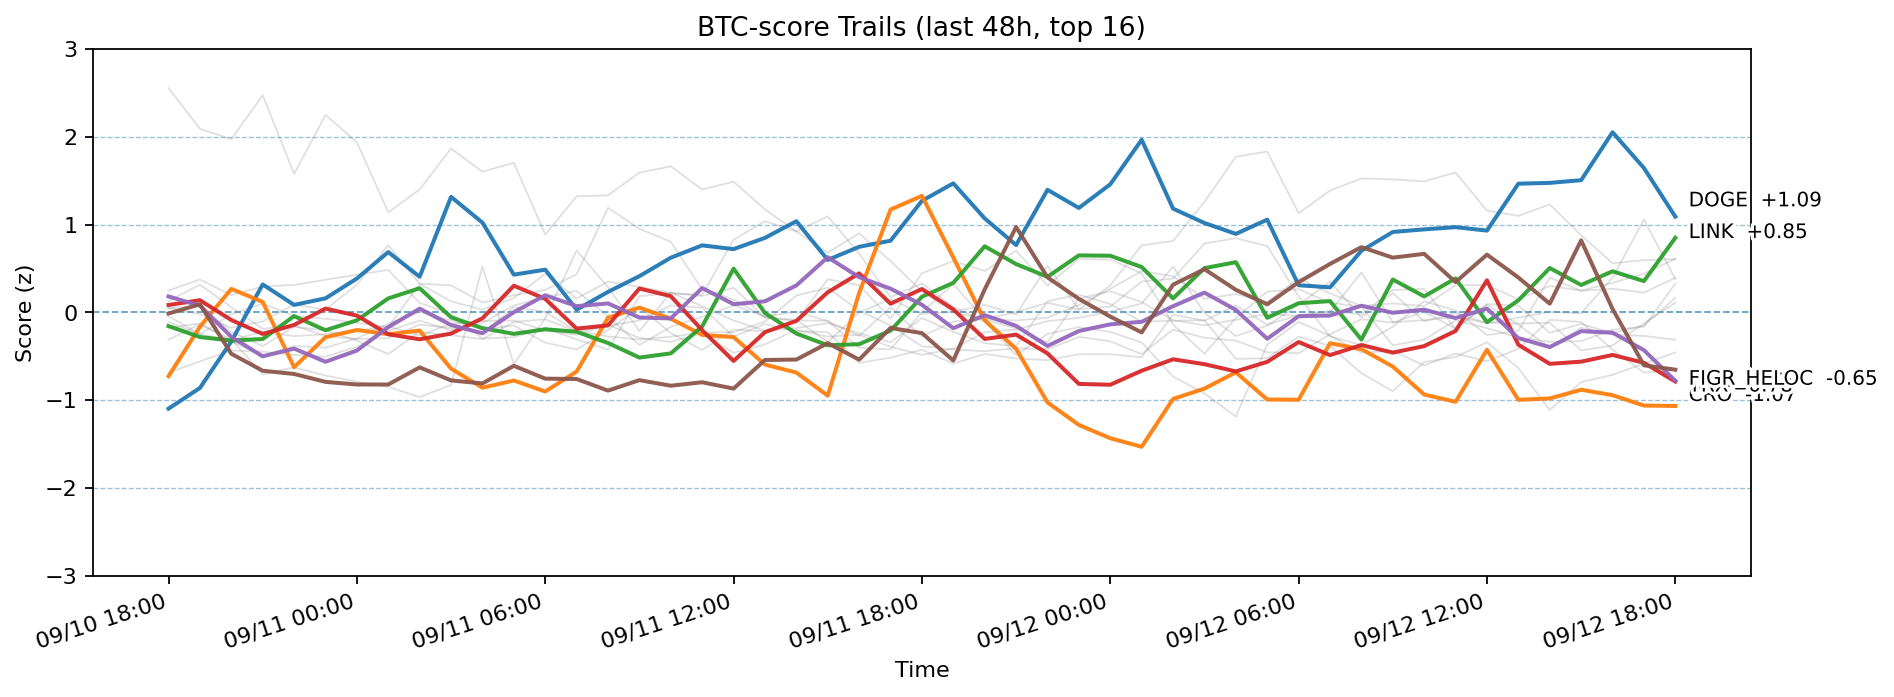 BTC-score Trails (last 48h, top 16)
Score (z)
3
2
1
0
−1
−2
−3
DOGE +1.09
LINK +0.85
FIGR_HELOC -0.65
CRO -1.07
09/10 18:00
09/11 00:00
09/11 06:00
09/11 12:00
09/11 18:00
09/12 00:00
09/12 06:00
09/12 12:00
09/12 18:00
Time